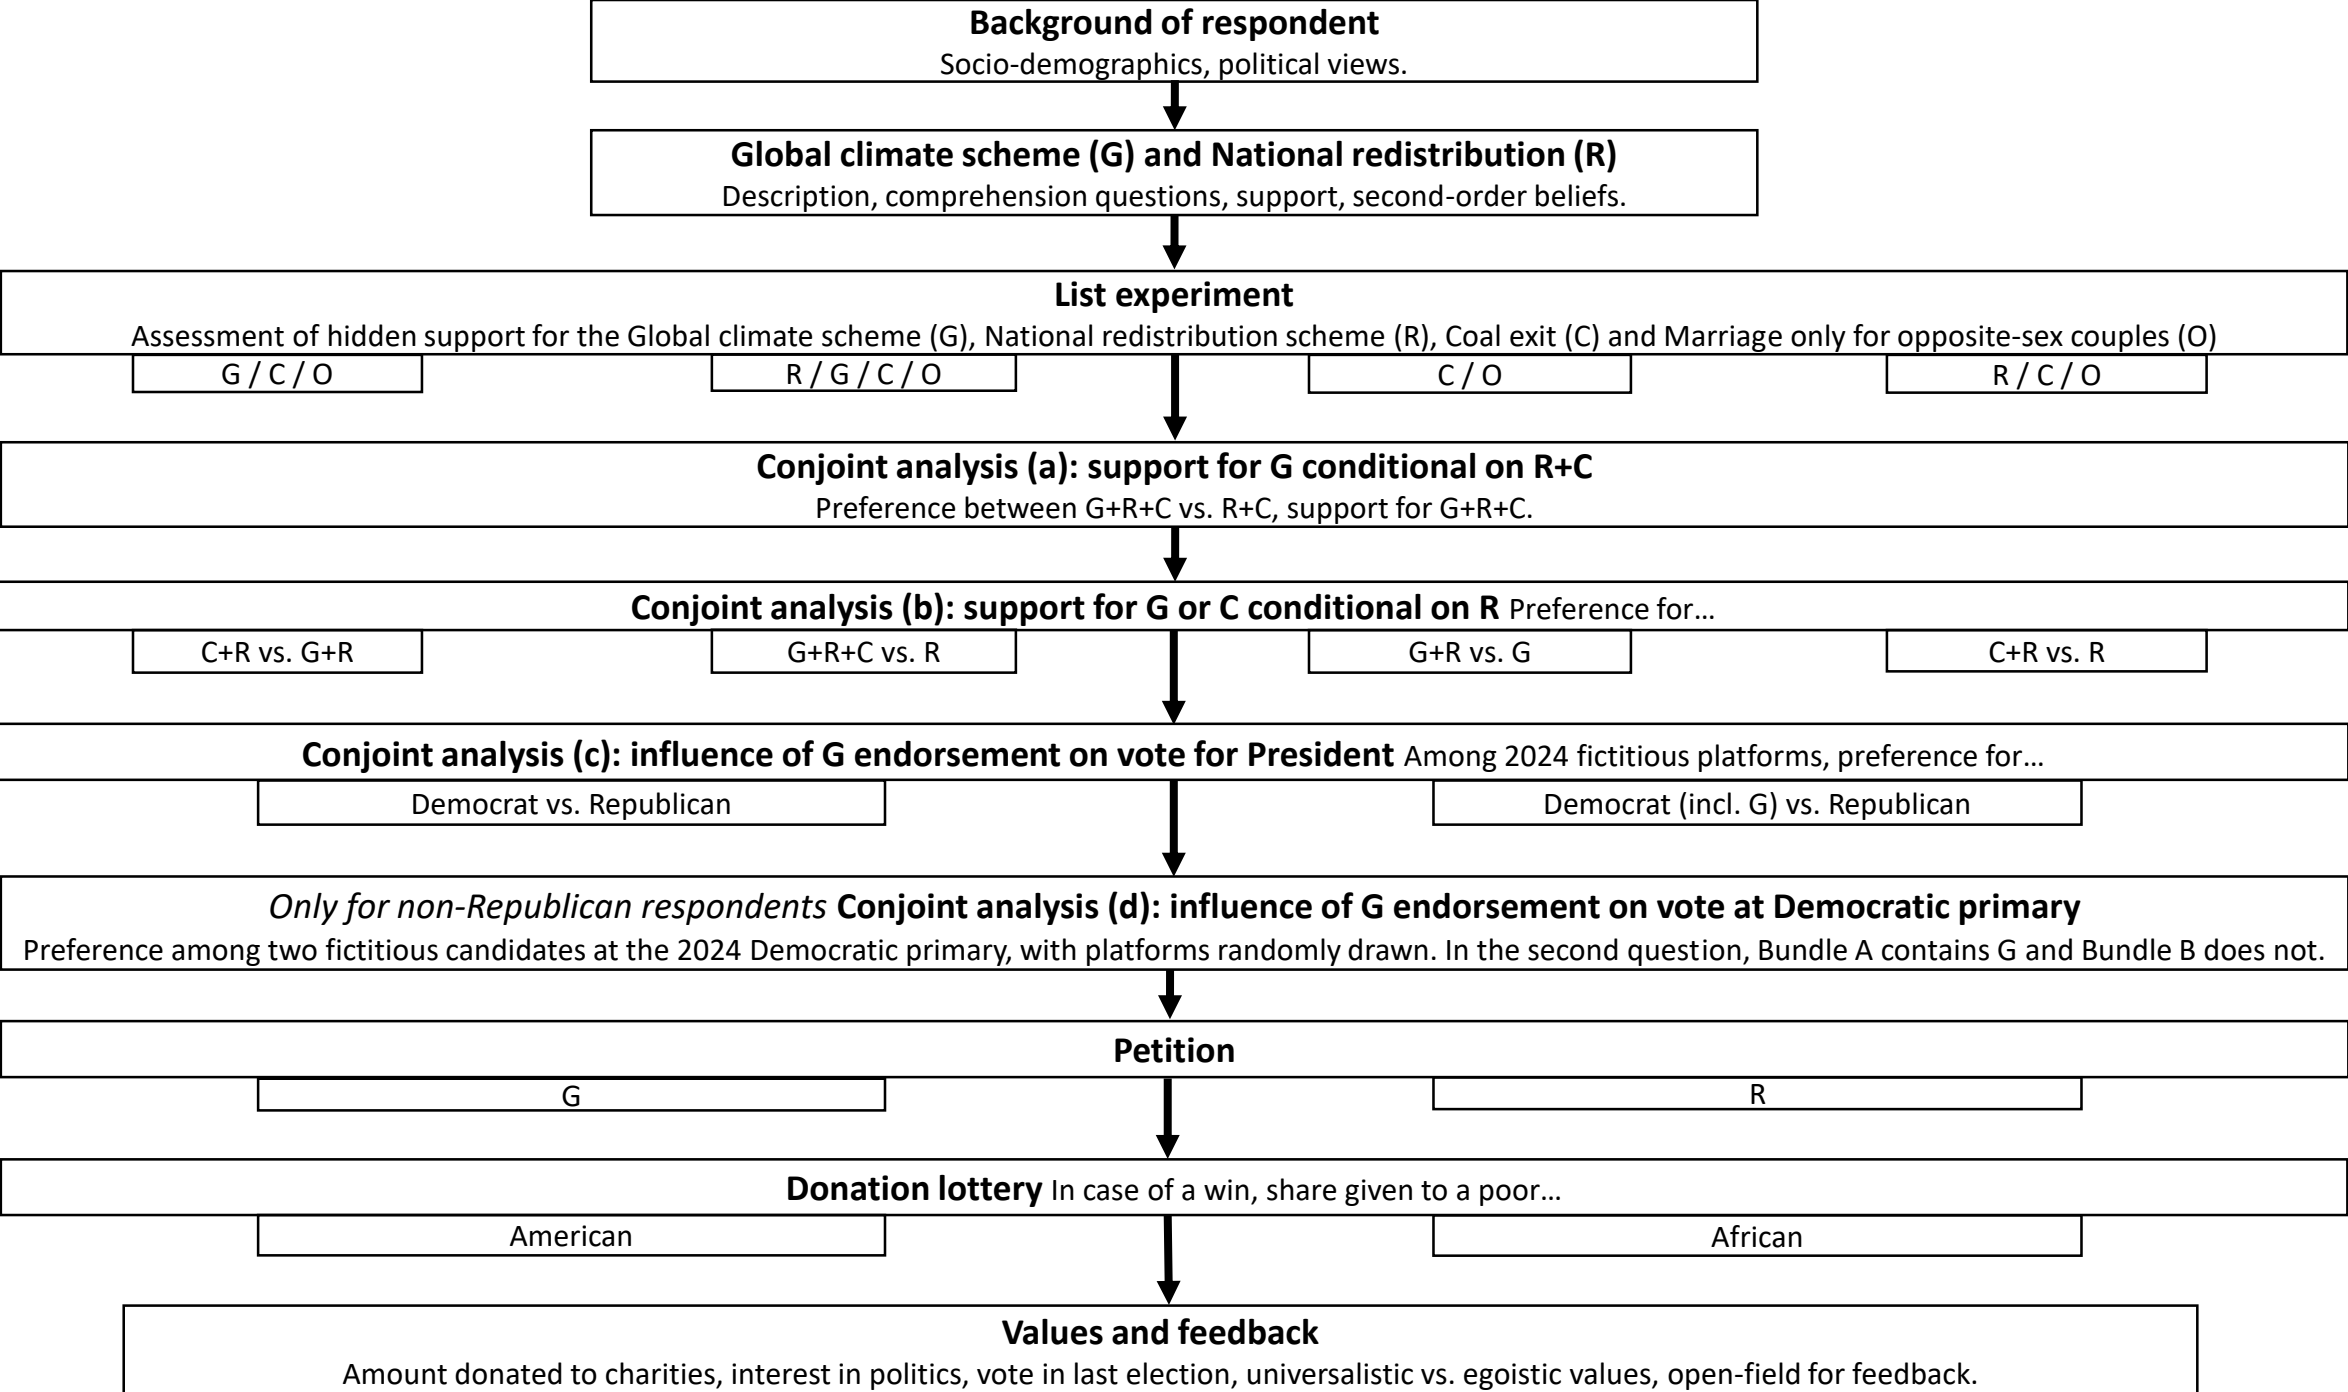 Background of respondent
Socio-demographics, political views.
Global climate scheme (G) and National redistribution (R)
Description, comprehension questions, support, second-order beliefs.
List experiment
Assessment of hidden support for the Global climate scheme (G), National redistribution scheme (R), Coal exit (C) and Marriage only for opposite-sex couples (O)
G / C / O
R / G / C / O
C / O
R / C / O
Conjoint analysis (a): support for G conditional on R+C
Preference between G+R+C vs. R+C, support for G+R+C.
Conjoint analysis (b): support for G or C conditional on R Preference for…
C+R vs. G+R
G+R+C vs. R
G+R vs. G
C+R vs. R
Conjoint analysis (c): influence of G endorsement on vote for President Among 2024 fictitious platforms, preference for…
Democrat vs. Republican
Democrat (incl. G) vs. Republican
Only for non-Republican respondents Conjoint analysis (d): influence of G endorsement on vote at Democratic primary
Preference among two fictitious candidates at the 2024 Democratic primary, with platforms randomly drawn. In the second question, Bundle A contains G and Bundle B does not.
Petition
G
R
Donation lottery In case of a win, share given to a poor…
American
African
Values and feedback
Amount donated to charities, interest in politics, vote in last election, universalistic vs. egoistic values, open-field for feedback.